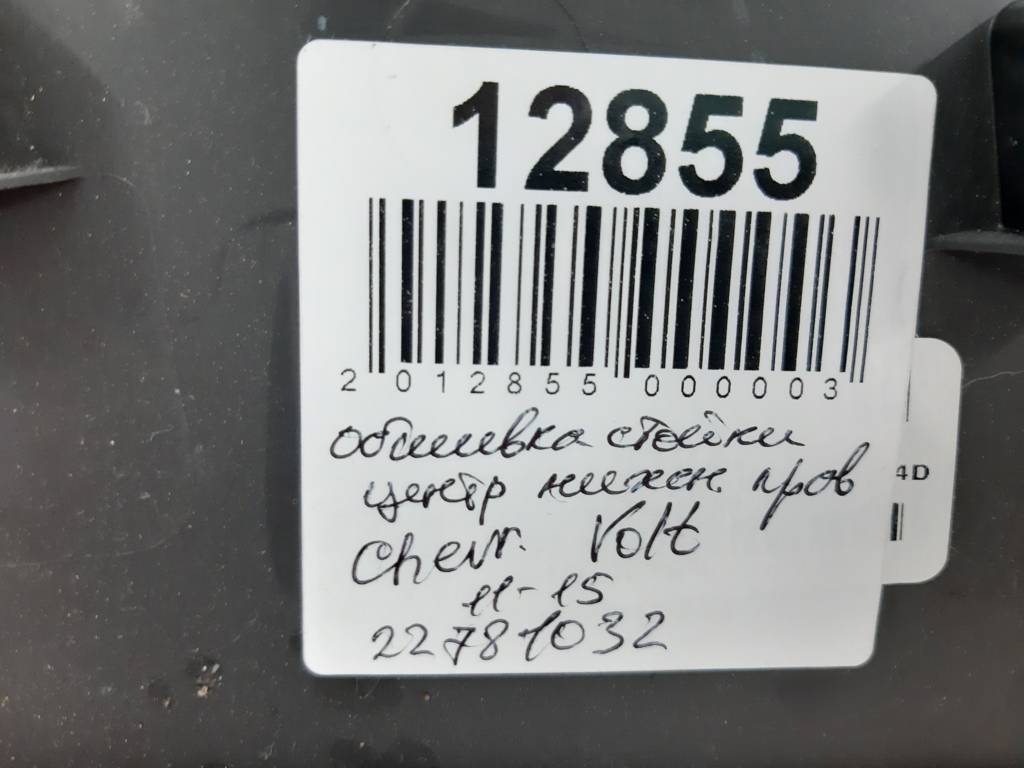 12855
2 012855 000003
обшивка стойки
центр нижн прав
Chevr. Volt
11-15
22781032
4D